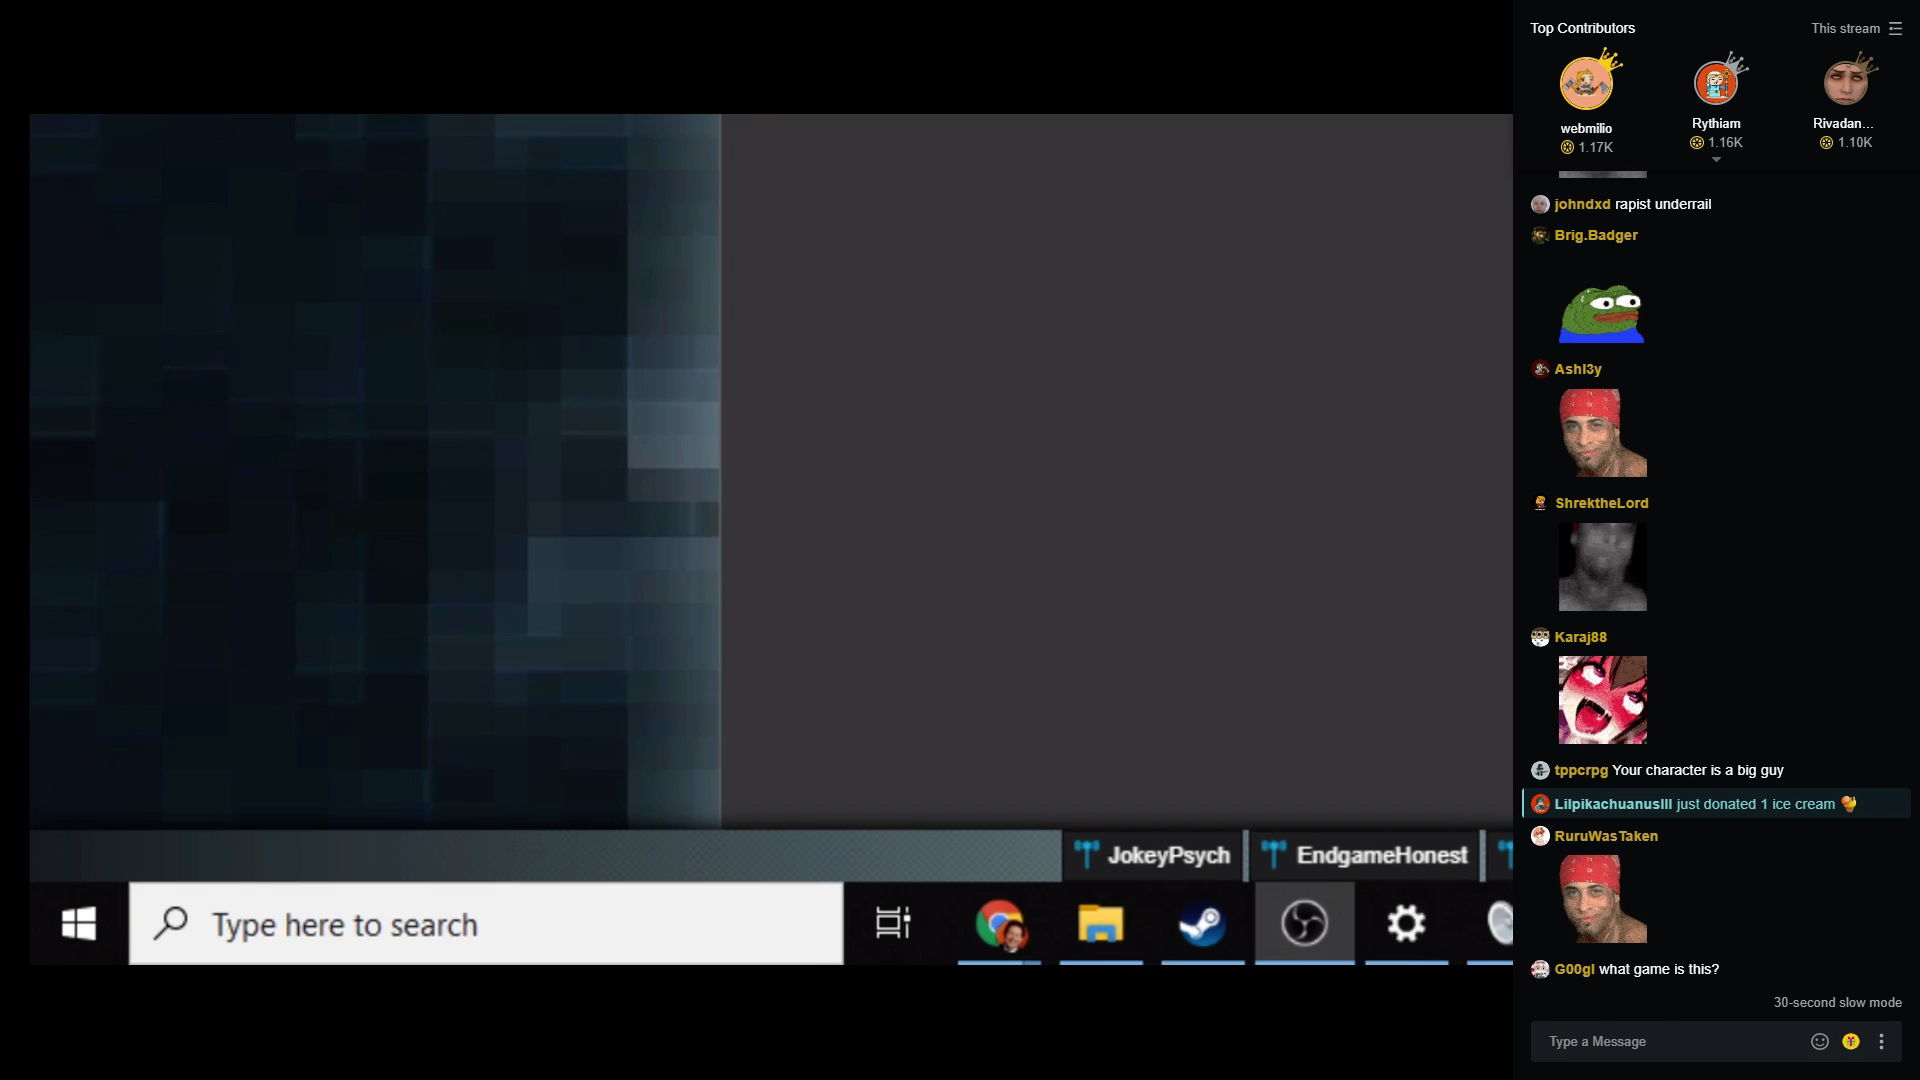 Top Contributors
This stream
webmilio
1.17K
Rythiam
1.16K
Rivadan...
1.10K
johndxd rapist underrail
Brig.Badger
Ashl3y
ShrektheLord
Karaj88
tppcrpg Your character is a big guy
Lilpikachuanuslll just donated 1 ice cream
RuruWasTaken
G00gl what game is this?
30-second slow mode
Type a Message
JokeyPsych
EndgameHonest
Type here to search